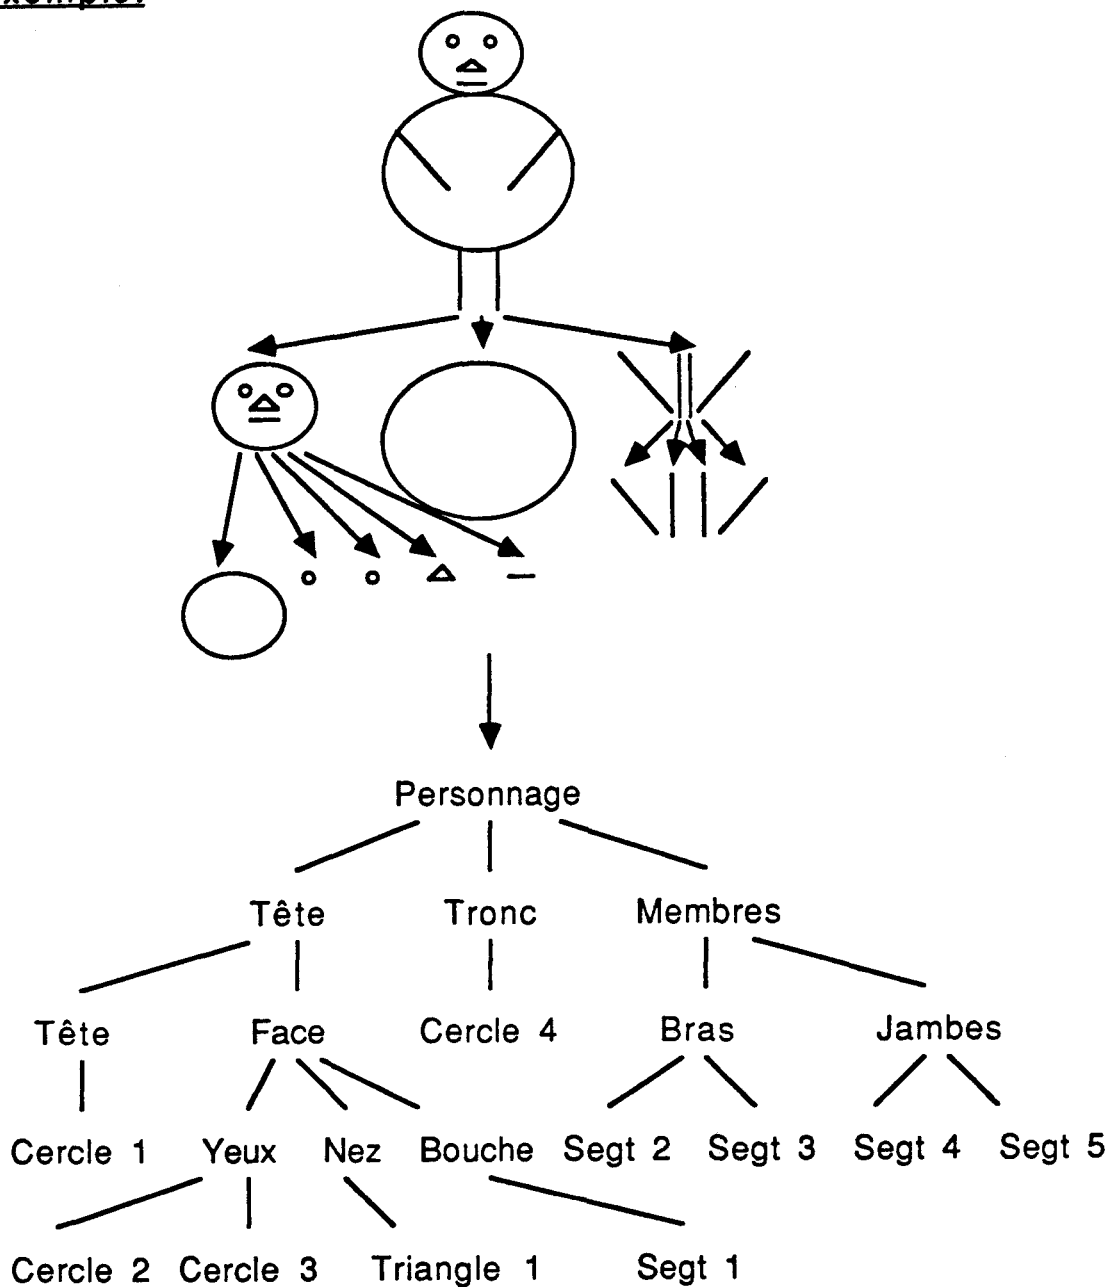 Personnage
Tête Tronc Membres
Tête Face Cercle 4 Bras Jambes
Cercle 1 Yeux Nez Bouche Segt 2 Segt 3 Segt 4 Segt 5
Cercle 2 Cercle 3 Triangle 1 Segt 1